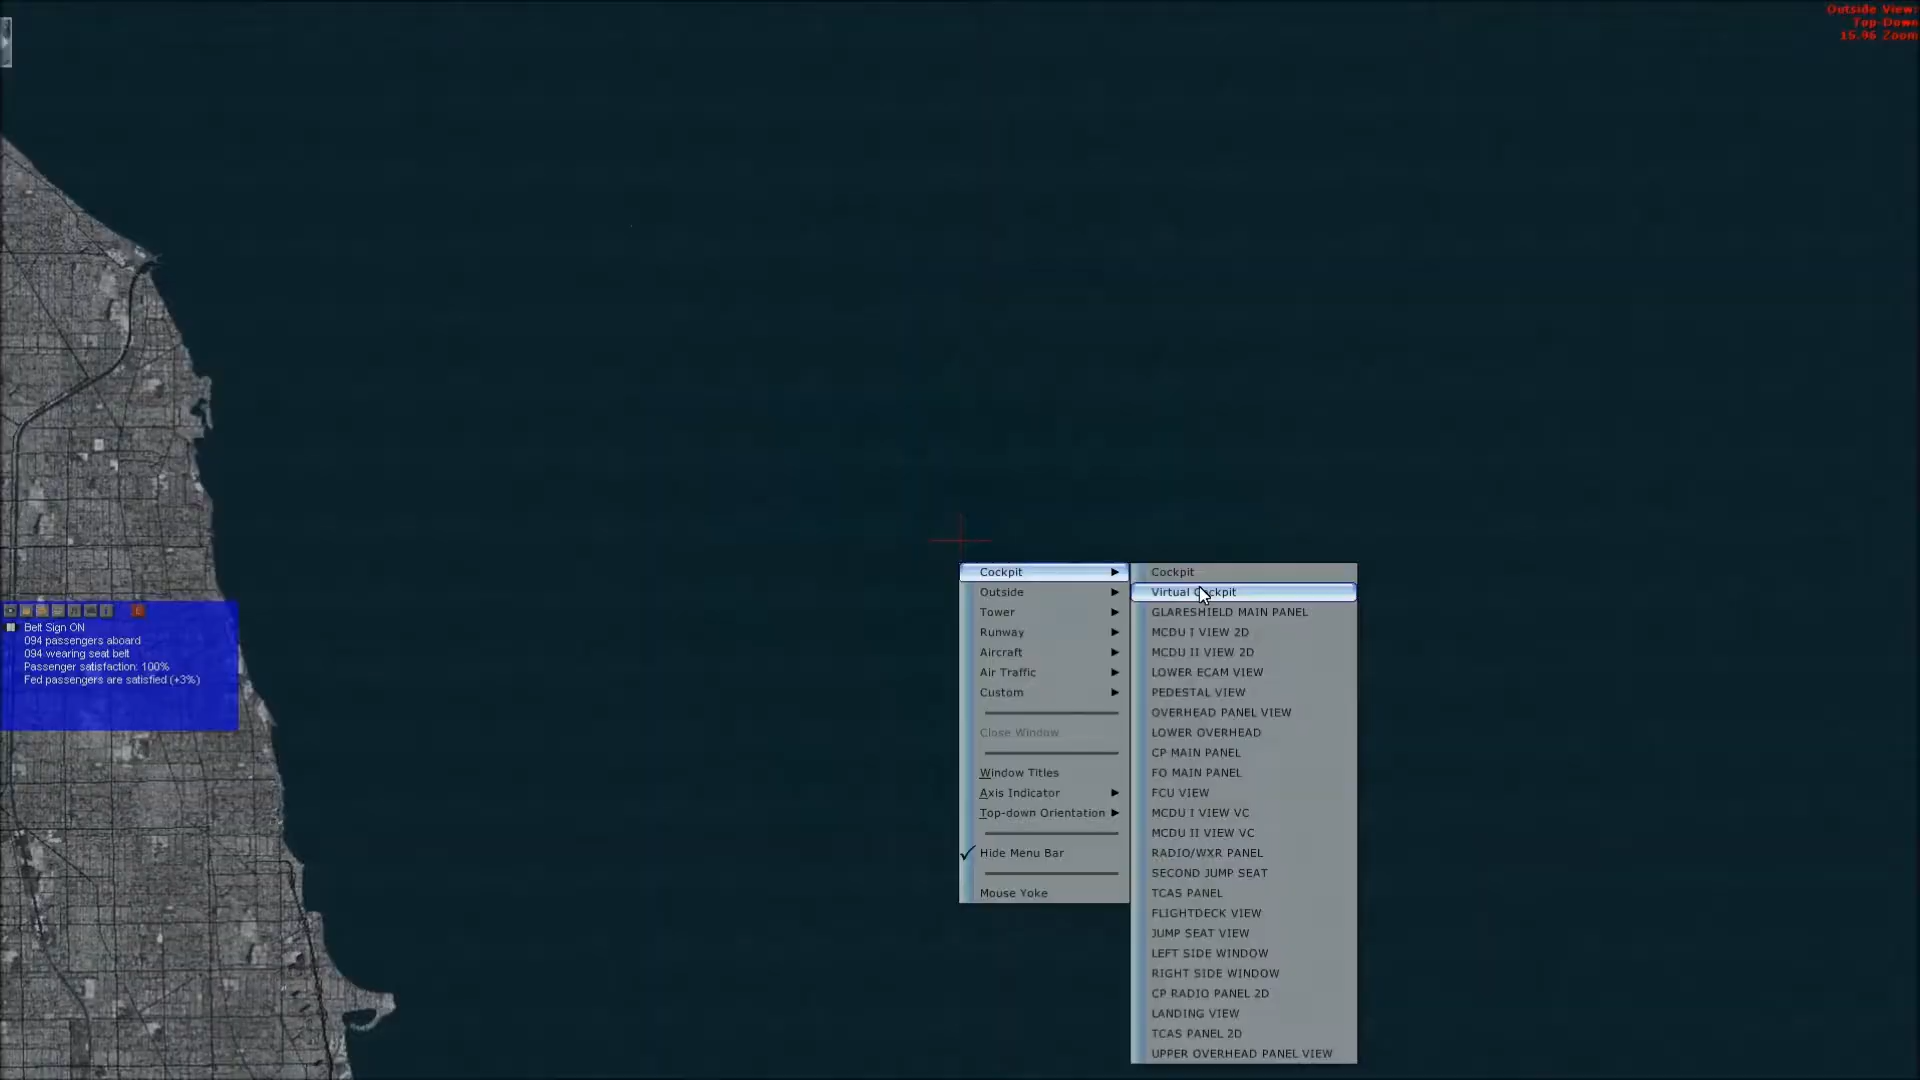 Outside View:
Top-Down
15.96 Zoom
Belt Sign ON
094 passengers aboard
094 wearing seat belt
Passenger satisfaction: 100%
Fed passengers are satisfied (+3%)
Cockpit
Outside
Tower
Runway
Aircraft
Air Traffic
Custom
Close Window
Window Titles
Axis Indicator
Top-down Orientation
Hide Menu Bar
Mouse Yoke
Cockpit
Virtual Cockpit
GLARESHIELD MAIN PANEL
MCDU I VIEW 2D
MCDU II VIEW 2D
LOWER ECAM VIEW
PEDESTAL VIEW
OVERHEAD PANEL VIEW
LOWER OVERHEAD
CP MAIN PANEL
FO MAIN PANEL
FCU VIEW
MCDU I VIEW VC
MCDU II VIEW VC
RADIO/WXR PANEL
SECOND JUMP SEAT
TCAS PANEL
FLIGHTDECK VIEW
JUMP SEAT VIEW
LEFT SIDE WINDOW
RIGHT SIDE WINDOW
CP RADIO PANEL 2D
LANDING VIEW
TCAS PANEL 2D
UPPER OVERHEAD PANEL VIEW